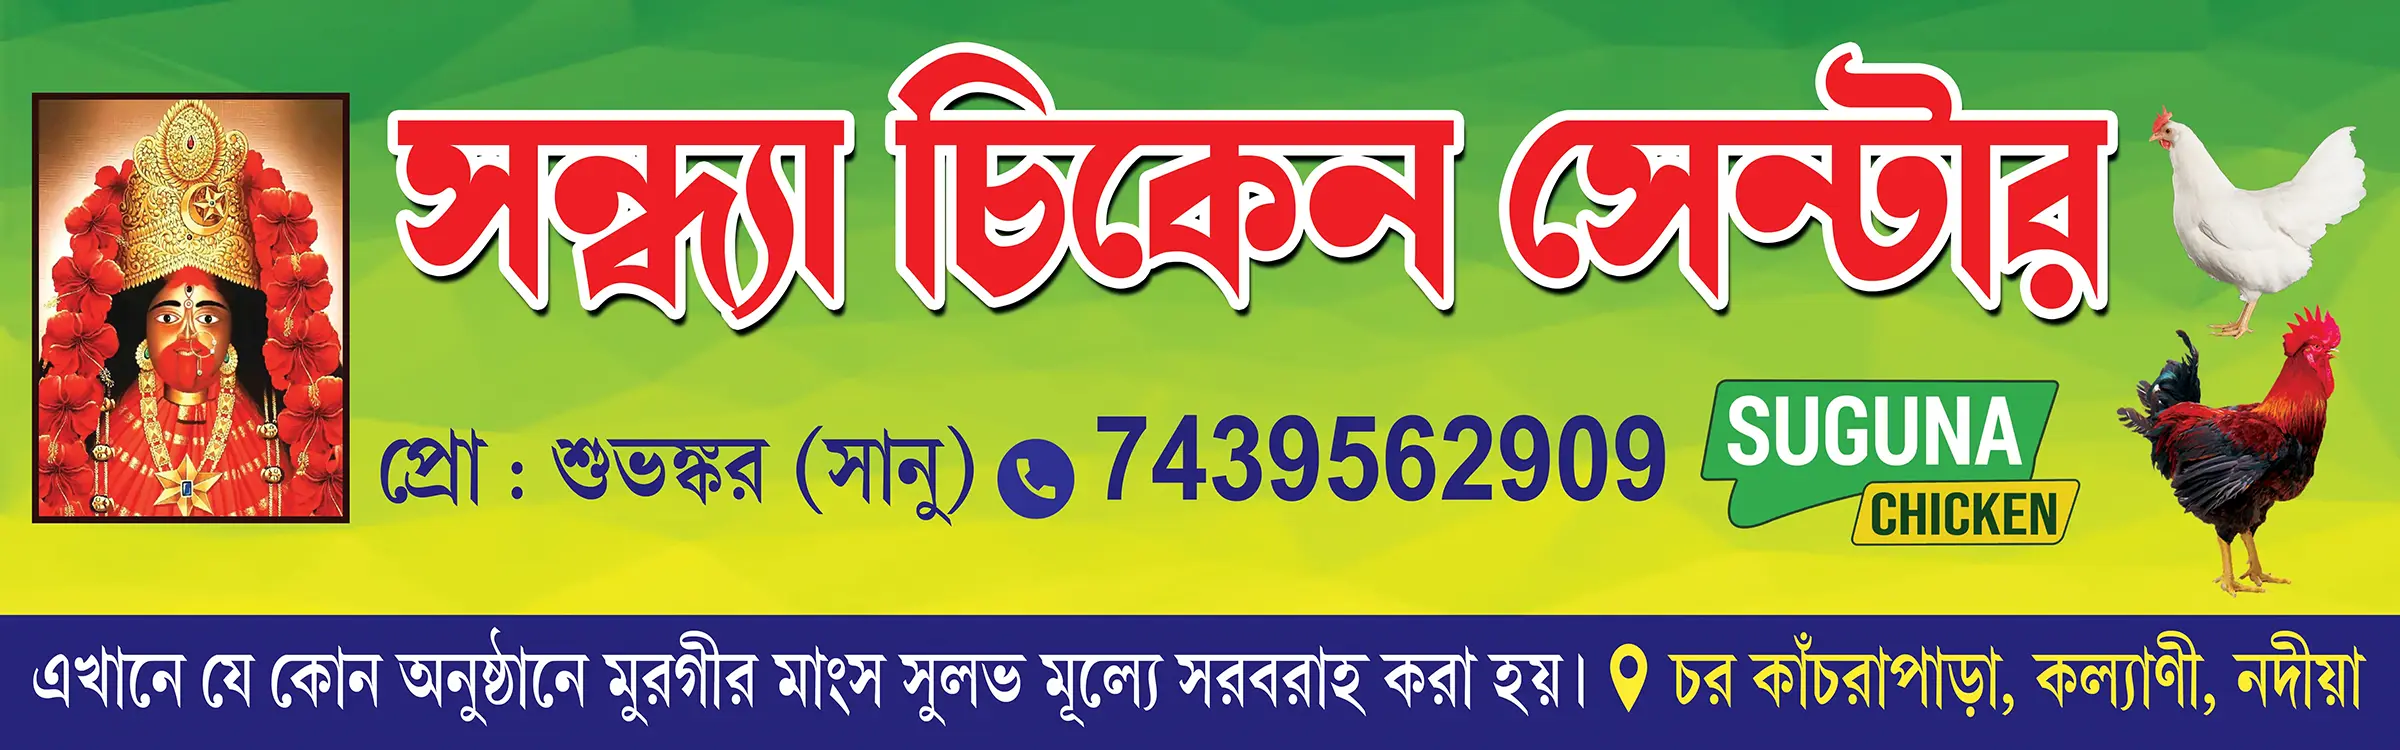 সন্ধ্যা চিকেন সেন্টার
প্রো : শুভঙ্কর (সানু) 7439562909
SUGUNA
CHICKEN
এখানে যে কোন অনুষ্ঠানে মুরগীর মাংস সুলভ মূল্যে সরবরাহ করা হয়। চর কাঁচরাপাড়া, কল্যাণী, নদীয়া